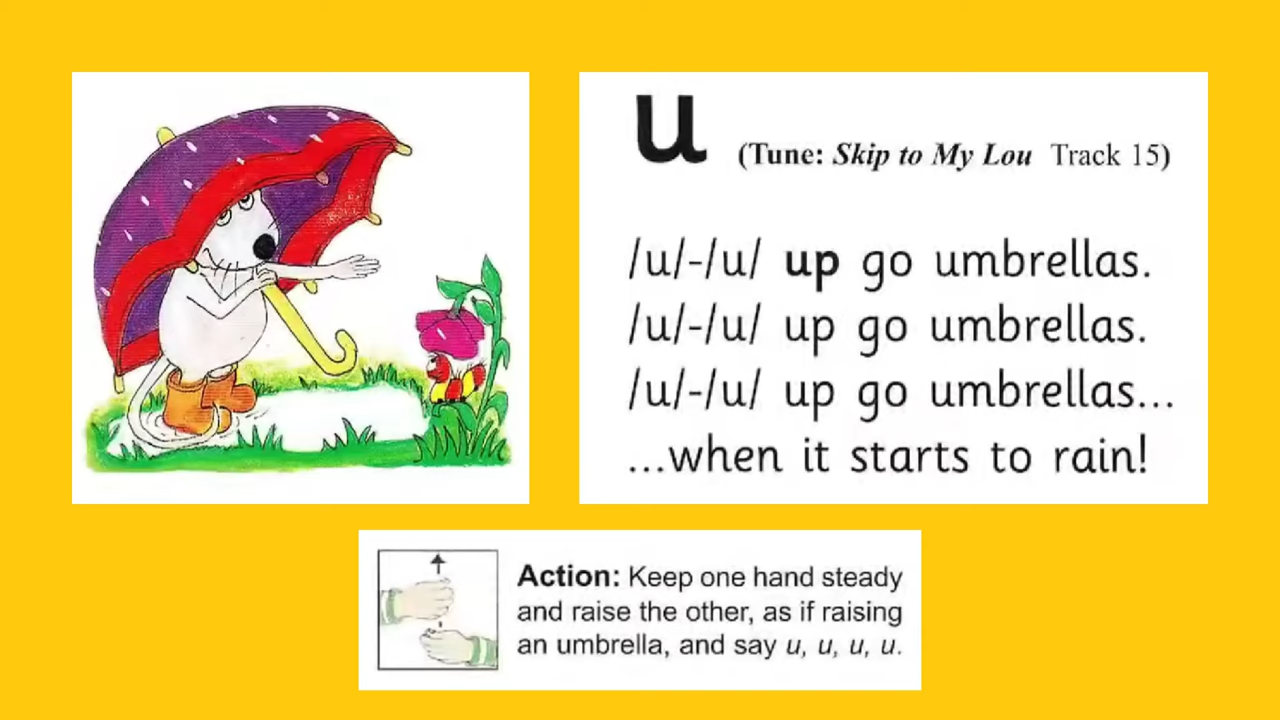 u (Tune: Skip to My Lou Track 15)
/u/-/u/ up go umbrellas.
/u/-/u/ up go umbrellas.
/u/-/u/ up go umbrellas...
...when it starts to rain!
Action: Keep one hand steady
and raise the other, as if raising
an umbrella, and say u, u, u, u.